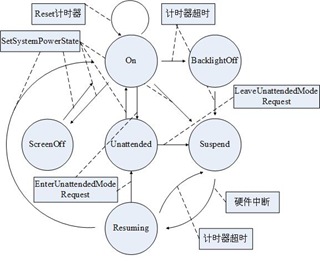 Reset计时器
计时器超时
SetSystemPowerState
On
BacklightOff
LeaveUnattendedMode
Request
ScreenOff
Unattended
Suspend
EnterUnattendedMode
Request
硬件中断
Resuming
计时器超时